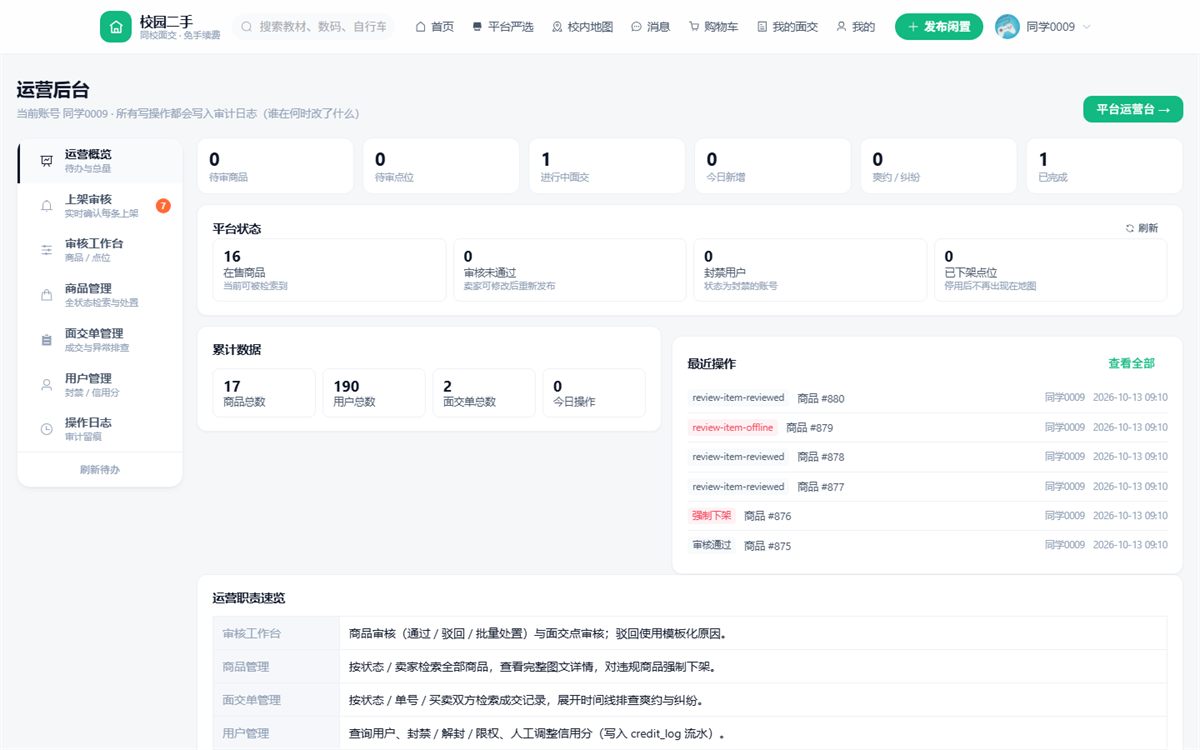 校园二手
同校面交 · 免手续费
搜索教材、数码、自行车
首页
平台严选
校内地图
消息
购物车
我的面交
我的
+ 发布闲置
同学0009
运营后台
当前账号 同学0009 · 所有写操作都会写入审计日志（谁在何时改了什么）
平台运营台 →
运营概览
待办与总量
上架审核
实时确认每条上架
7
审核工作台
商品 / 点位
商品管理
全状态检索与处置
面交单管理
成交与异常排查
用户管理
封禁 / 信用分
操作日志
审计留痕
刷新待办
0
待审商品
0
待审点位
1
进行中面交
0
今日新增
0
爽约 / 纠纷
1
已完成
平台状态
刷新
16
在售商品
当前可被检索到
0
审核未通过
卖家可修改后重新发布
0
封禁用户
状态为封禁的账号
0
已下架点位
停用后不再出现在地图
累计数据
17
商品总数
190
用户总数
2
面交单总数
0
今日操作
最近操作
查看全部
review-item-reviewed 商品 #880 同学0009 2026-10-13 09:10
review-item-offline 商品 #879 同学0009 2026-10-13 09:10
review-item-reviewed 商品 #878 同学0009 2026-10-13 09:10
review-item-reviewed 商品 #877 同学0009 2026-10-13 09:10
强制下架 商品 #876 同学0009 2026-10-13 09:10
审核通过 商品 #875 同学0009 2026-10-13 09:10
运营职责速览
审核工作台 商品审核（通过 / 驳回 / 批量处置）与面交点审核；驳回使用模板化原因。
商品管理 按状态 / 卖家检索全部商品，查看完整图文详情，对违规商品强制下架。
面交单管理 按状态 / 单号 / 买卖双方检索成交记录，展开时间线排查爽约与纠纷。
用户管理 查询用户、封禁 / 解封 / 限权、人工调整信用分（写入 credit_log 流水）。